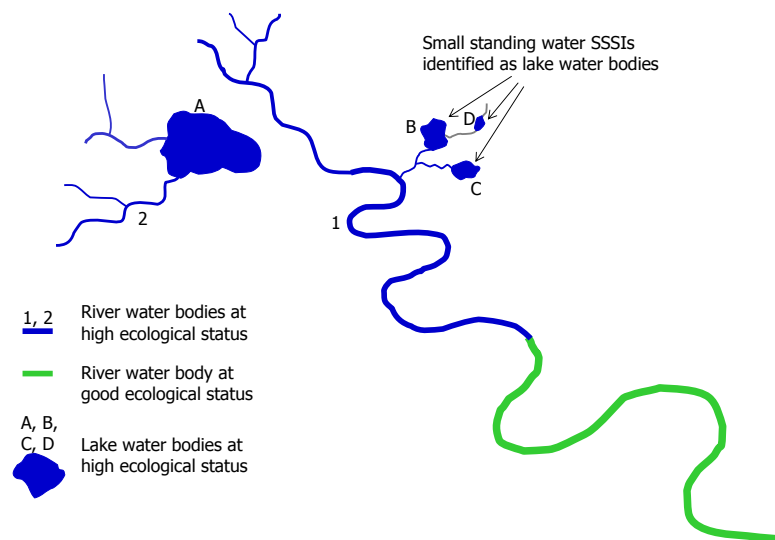 Small standing water SSSIs
identified as lake water bodies
A
B
D
C
2
1
1, 2
River water bodies at
high ecological status
River water body at
good ecological status
A, B,
C, D
Lake water bodies at
high ecological status